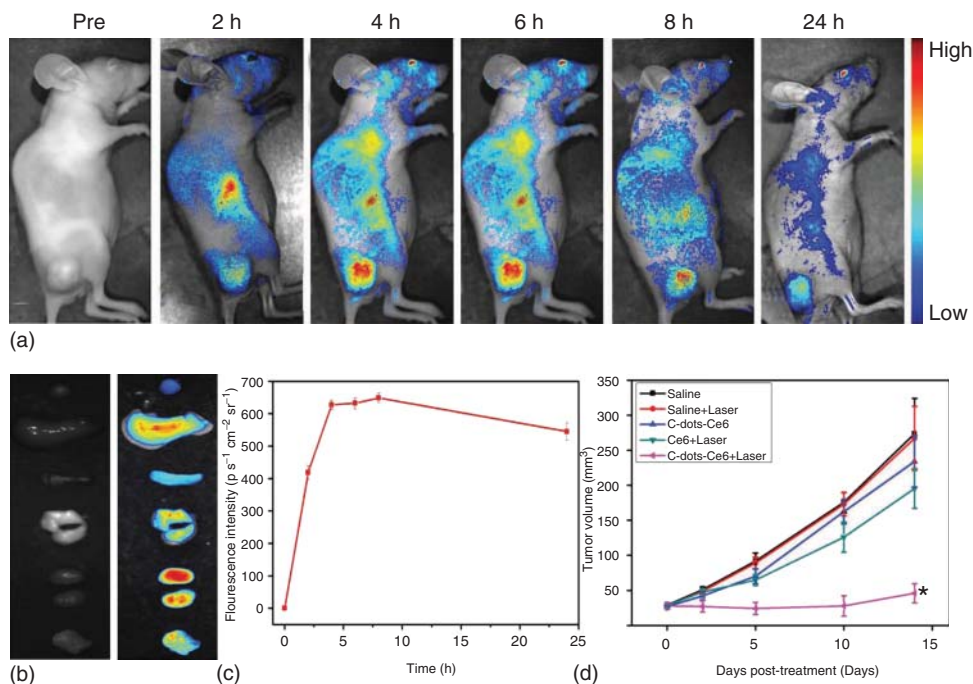 Pre 2 h 4 h 6 h 8 h 24 h
High
Low
(a)
700
600
500
400
300
200
100
0
Flourescence intensity (p s⁻¹ cm⁻² sr⁻¹)
0 5 10 15 20 25
Time (h)
350
300
250
200
150
100
50
Tumor volume (mm³)
Saline
Saline+Laser
C-dots-Ce6
Ce6+Laser
C-dots-Ce6+Laser
*
0 5 10 15
Days post-treatment (Days)
(b) (c) (d)